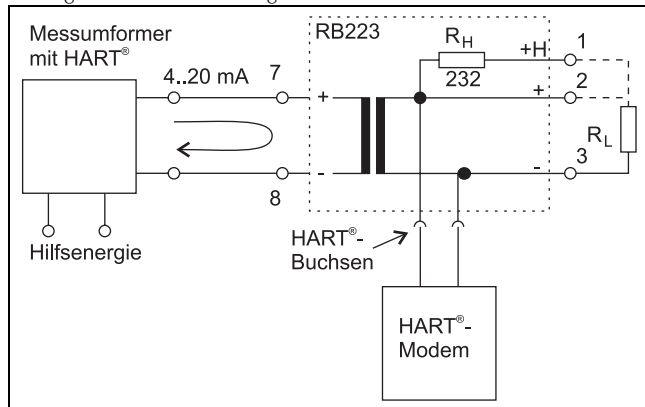 Messumformer
mit HART®
4..20 mA
7
8
Hilfsenergie
RB223
+
-
R_H
232
+H
+
-
1
2
3
R_L
HART®-
Buchsen
HART®-
Modem